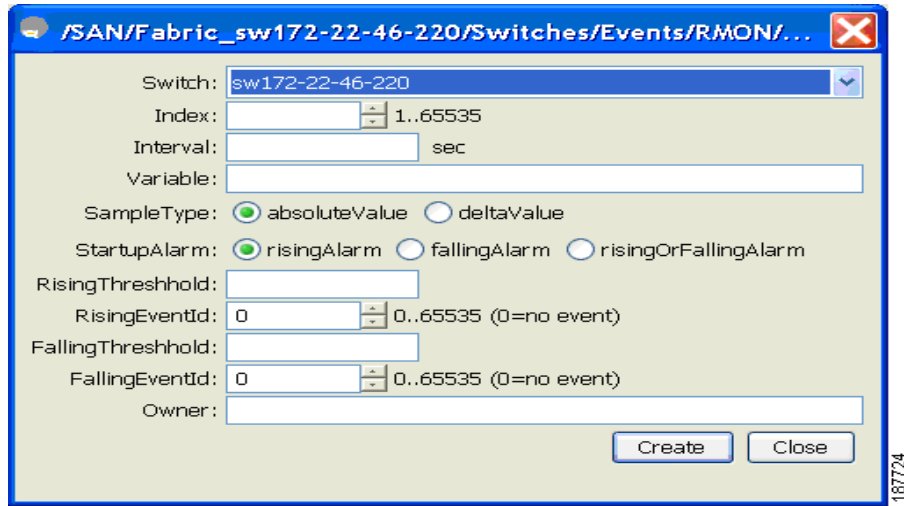 /SAN/Fabric_sw172-22-46-220/Switches/Events/RMON/...
Switch: sw172-22-46-220
Index: 1..65535
Interval: sec
Variable:
SampleType: absoluteValue deltaValue
StartupAlarm: risingAlarm fallingAlarm risingOrFallingAlarm
RisingThreshhold:
RisingEventId: 0 0..65535 (0=no event)
FallingThreshhold:
FallingEventId: 0 0..65535 (0=no event)
Owner:
Create Close
187724